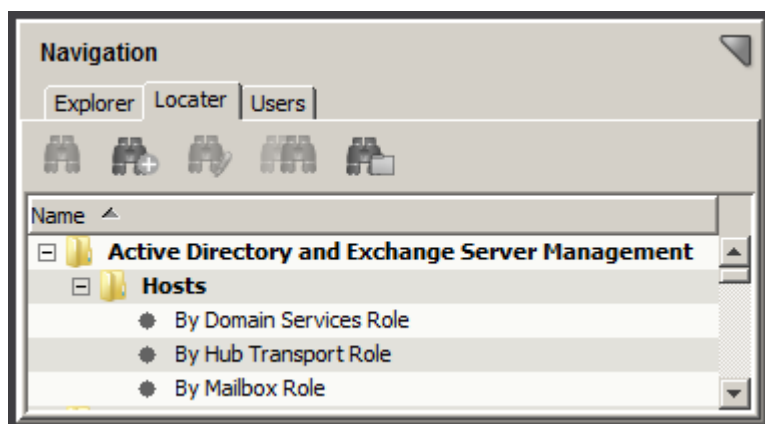 Navigation
Explorer Locater Users
Name
Active Directory and Exchange Server Management
Hosts
By Domain Services Role
By Hub Transport Role
By Mailbox Role